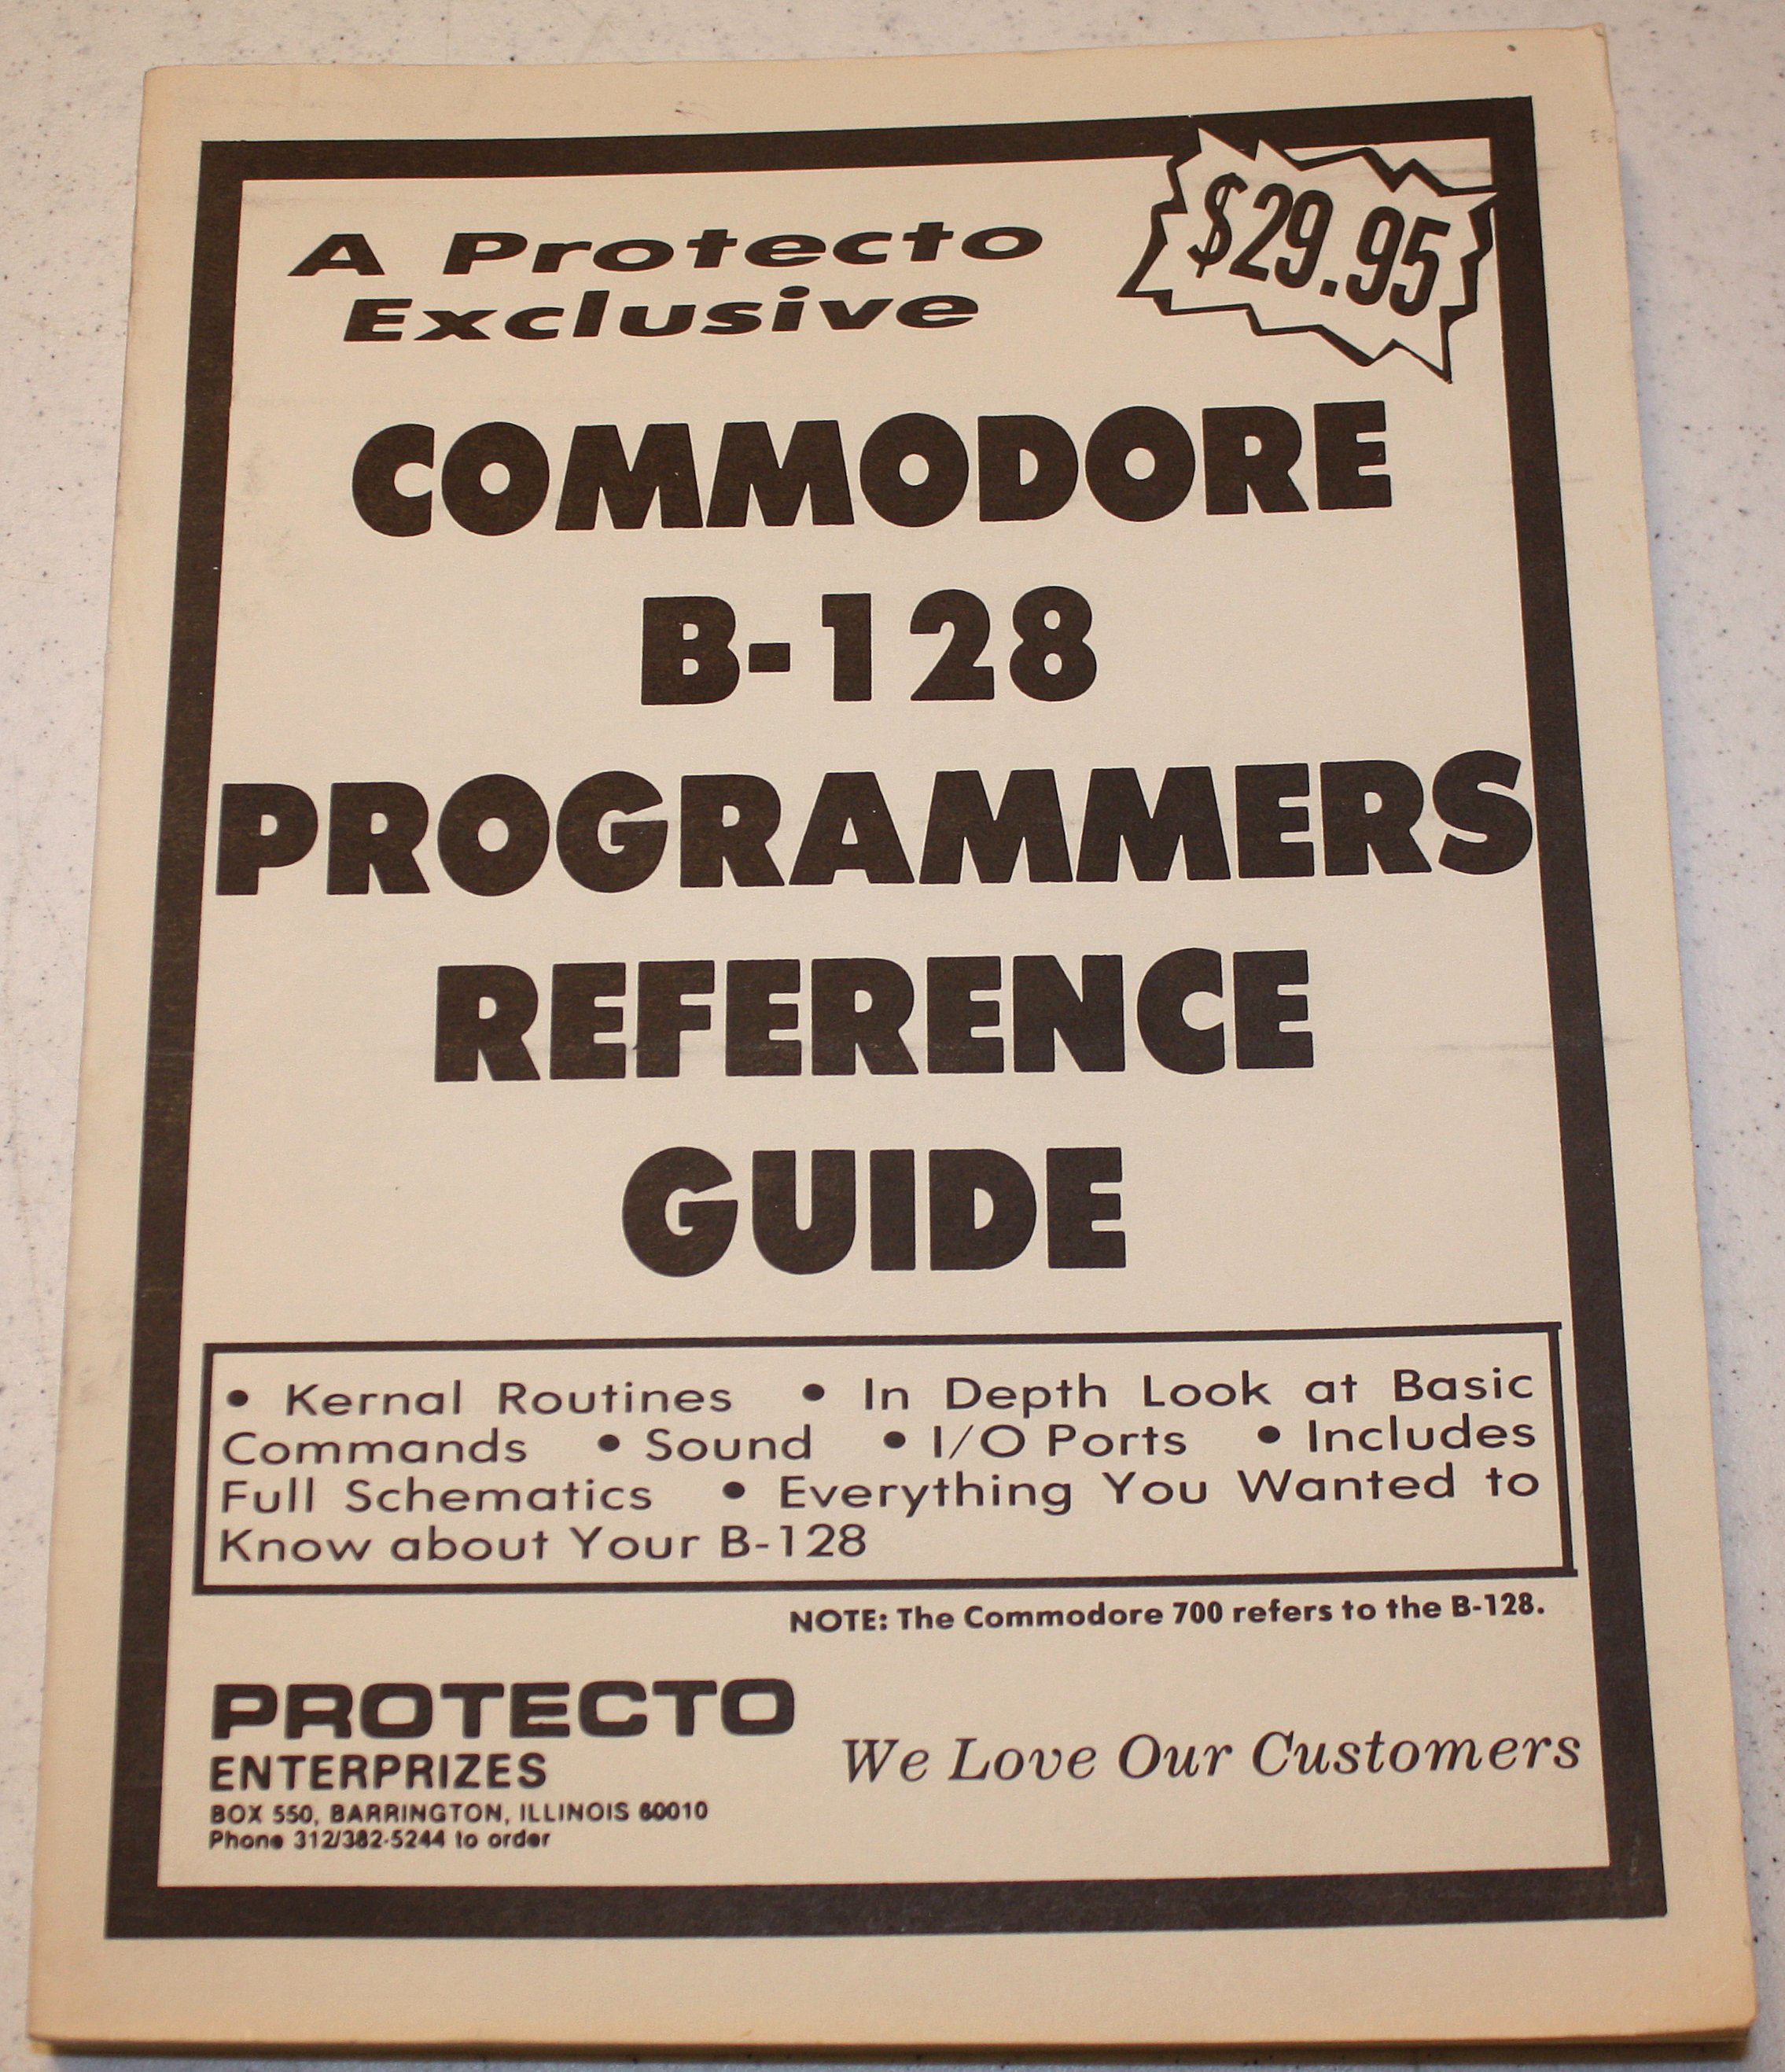 A Protecto
Exclusive
$29.95
COMMODORE
B-128
PROGRAMMERS
REFERENCE
GUIDE
• Kernal Routines • In Depth Look at Basic
Commands • Sound • I/O Ports • Includes
Full Schematics • Everything You Wanted to
Know about Your B-128
NOTE: The Commodore 700 refers to the B-128.
PROTECTO
ENTERPRIZES
BOX 550, BARRINGTON, ILLINOIS 60010
Phone 312/382-5244 to order
We Love Our Customers